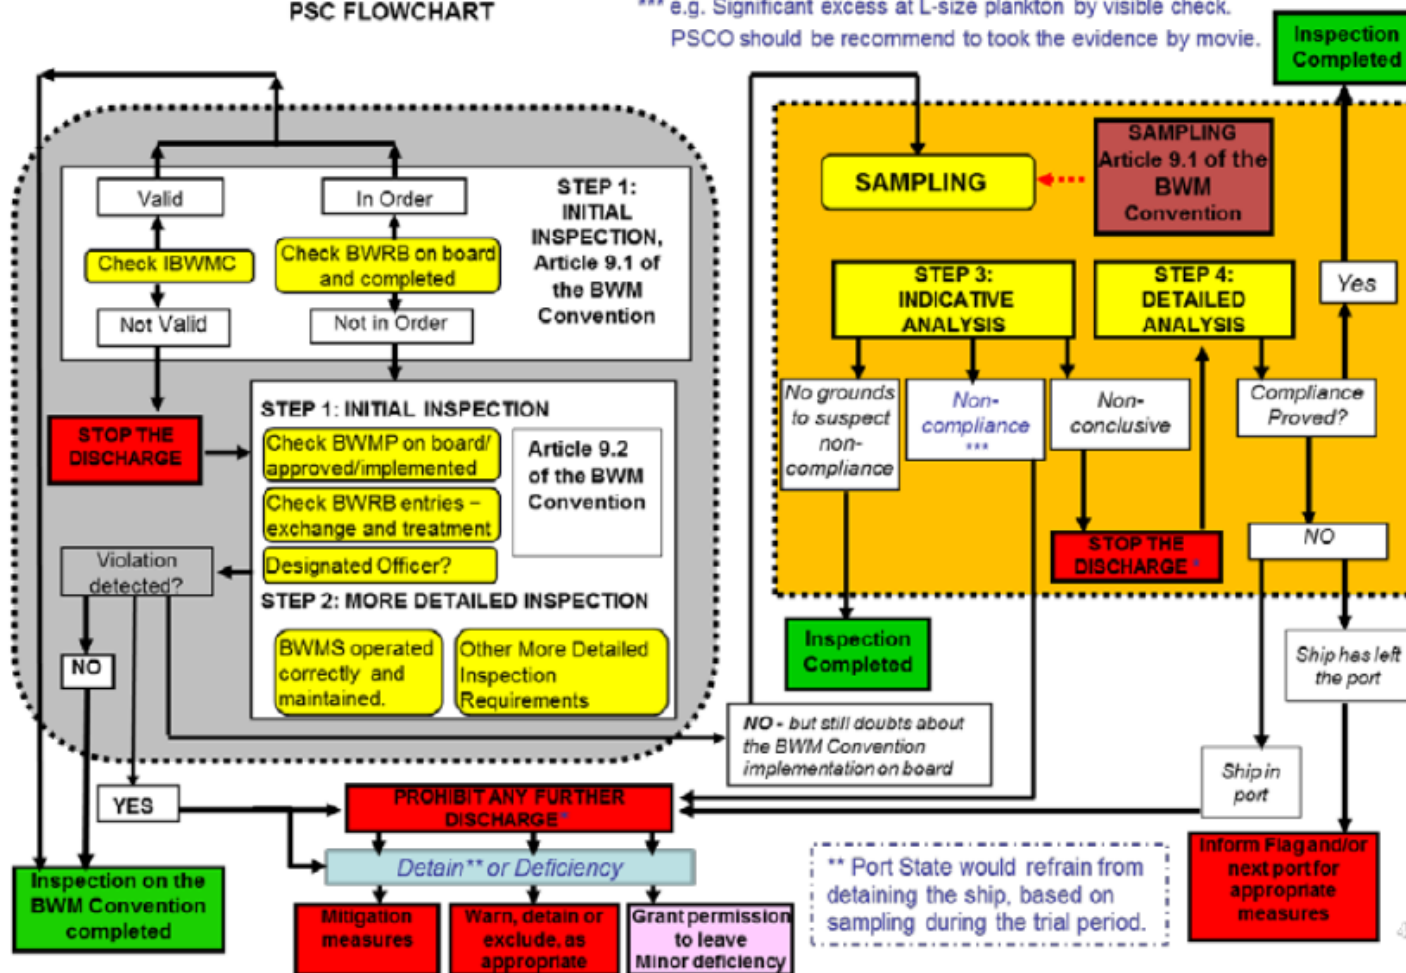 PSC FLOWCHART
*** e.g. Significant excess at L-size plankton by visible check.
PSCO should be recommend to took the evidence by movie.
Inspection
Completed
Valid
In Order
Check IBWMC
Check BWRB on board
and completed
Not Valid
Not in Order
STEP 1:
INITIAL
INSPECTION,
Article 9.1 of
the BWM
Convention
STOP THE
DISCHARGE
STEP 1: INITIAL INSPECTION
Check BWMP on board/
approved/implemented
Check BWRB entries –
exchange and treatment
Designated Officer?
Article 9.2
of the BWM
Convention
STEP 2: MORE DETAILED INSPECTION
BWMS operated
correctly and
maintained.
Other More Detailed
Inspection
Requirements
Violation
detected?
NO
YES
Inspection on the
BWM Convention
completed
SAMPLING
SAMPLING
Article 9.1 of the
BWM
Convention
STEP 3:
INDICATIVE
ANALYSIS
STEP 4:
DETAILED
ANALYSIS
Yes
No grounds
to suspect
non-
compliance
Non-
compliance
***
Non-
conclusive
Compliance
Proved?
STOP THE
DISCHARGE *
NO
Inspection
Completed
Ship has left
the port
NO - but still doubts about
the BWM Convention
implementation on board
Ship in
port
PROHIBIT ANY FURTHER
DISCHARGE*
Detain** or Deficiency
Mitigation
measures
Warn, detain or
exclude, as
appropriate
Grant permission
to leave
Minor deficiency
** Port State would refrain from
detaining the ship, based on
sampling during the trial period.
Inform Flag and/or
next port for
appropriate
measures